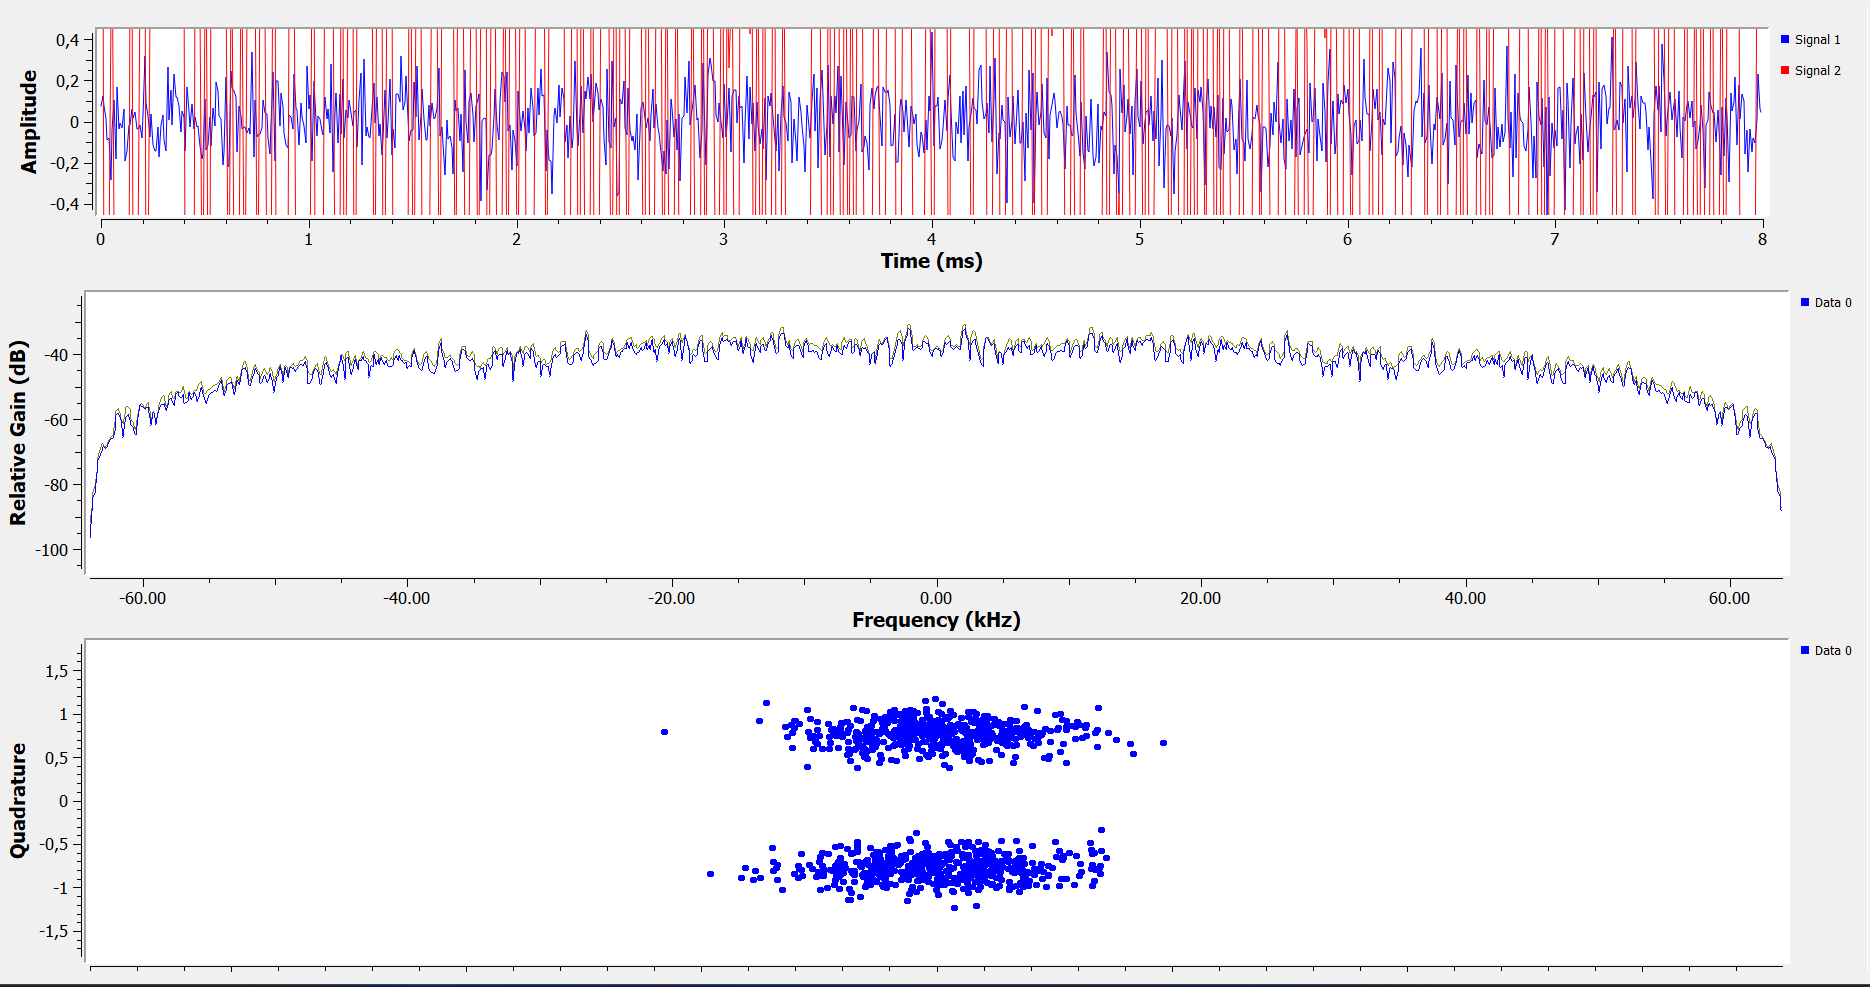 Amplitude
0,4
0,2
0
-0,2
-0,4
Signal 1
Signal 2
0 1 2 3 4 5 6 7 8
Time (ms)
Relative Gain (dB)
-40
-60
-80
-100
Data 0
-60.00 -40.00 -20.00 0.00 20.00 40.00 60.00
Frequency (kHz)
Quadrature
1,5
1
0,5
0
-0,5
-1
-1,5
Data 0